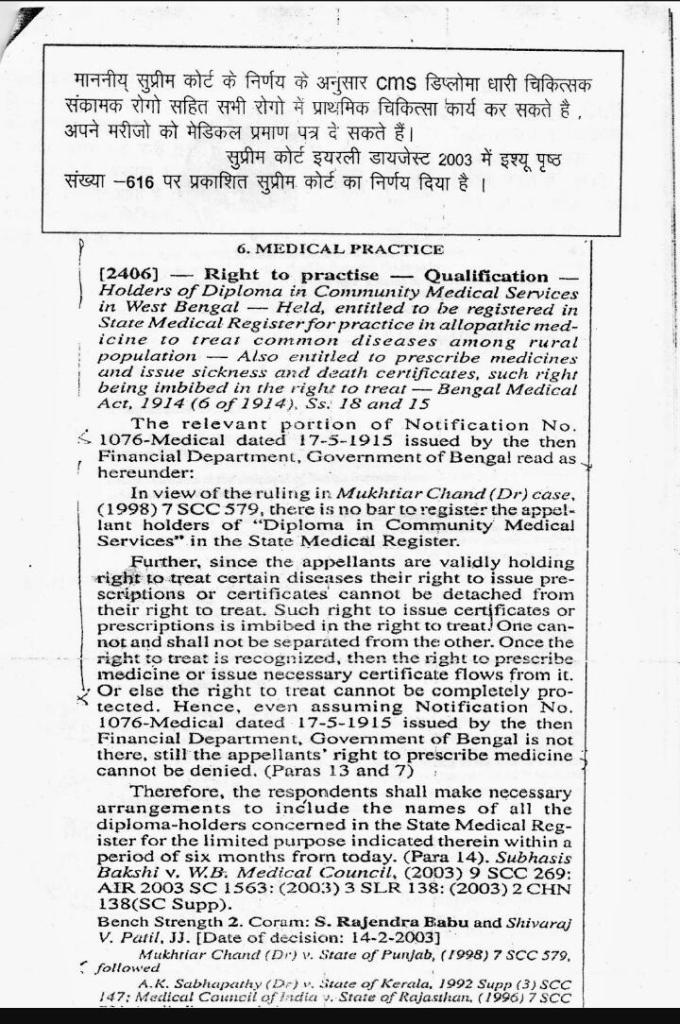 माननीय् सुप्रीम कोर्ट के निर्णय के अनुसार cms डिप्लोमा धारी चिकित्सक
संकामक रोगो सहित सभी रोगो में प्राथमिक चिकित्सा कार्य कर सकते है ,
अपने मरीजो को मेडिकल प्रमाण पत्र दे सकते हैं।
सुप्रीम कोर्ट इयरली डायजेस्ट 2003 में इश्यू पृष्ठ
संख्या –616 पर प्रकाशित सुप्रीम कोर्ट का निर्णय दिया है ।
6. MEDICAL PRACTICE
[2406] — Right to practise — Qualification —
Holders of Diploma in Community Medical Services
in West Bengal — Held, entitled to be registered in
State Medical Register for practice in allopathic med-
icine to treat common diseases among rural
population — Also entitled to prescribe medicines
and issue sickness and death certificates, such right
being imbibed in the right to treat — Bengal Medical
Act, 1914 (6 of 1914), Ss. 18 and 15
The relevant portion of Notification No.
1076-Medical dated 17-5-1915 issued by the then
Financial Department, Government of Bengal read as
hereunder:
In view of the ruling in Mukhtiar Chand (Dr) case,
(1998) 7 SCC 579, there is no bar to register the appel-
lant holders of “Diploma in Community Medical
Services” in the State Medical Register.
Further, since the appellants are validly holding
right to treat certain diseases their right to issue pre-
scriptions or certificates cannot be detached from
their right to treat. Such right to issue certificates or
prescriptions is imbibed in the right to treat. One can-
not and shall not be separated from the other. Once the
right to treat is recognized, then the right to prescribe
medicine or issue necessary certificate flows from it.
Or else the right to treat cannot be completely pro-
tected. Hence, even assuming Notification No.
1076-Medical dated 17-5-1915 issued by the then
Financial Department, Government of Bengal is not
there, still the appellants’ right to prescribe medicine
cannot be denied. (Paras 13 and 7)
Therefore, the respondents shall make necessary
arrangements to include the names of all the
diploma-holders concerned in the State Medical Reg-
ister for the limited purpose indicated therein within a
period of six months from today. (Para 14). Subhasis
Bakshi v. W.B. Medical Council, (2003) 9 SCC 269:
AIR 2003 SC 1563: (2003) 3 SLR 138: (2003) 2 CHN
138(SC Supp).
Bench Strength 2. Coram: S. Rajendra Babu and Shivaraj
V. Patil, JJ. [Date of decision: 14-2-2003]
Mukhtiar Chand (Dr) v. State of Punjab, (1998) 7 SCC 579,
followed
A.K. Sabhapathy (Dr) v. State of Kerala, 1992 Supp (3) SCC
147; Medical Council of India v. State of Rajasthan, (1996) 7 SCC